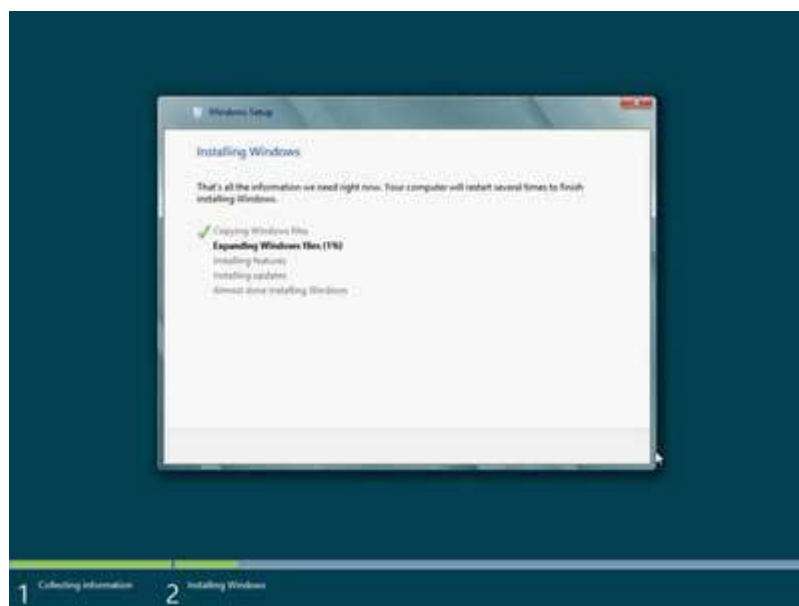 Windows Setup
Installing Windows
That's all the information we need right now. Your computer will restart several times to finish
installing Windows.
Copying Windows files
Expanding Windows files (1%)
Installing features
Installing updates
Almost done installing Windows
1 Collecting information 2 Installing Windows